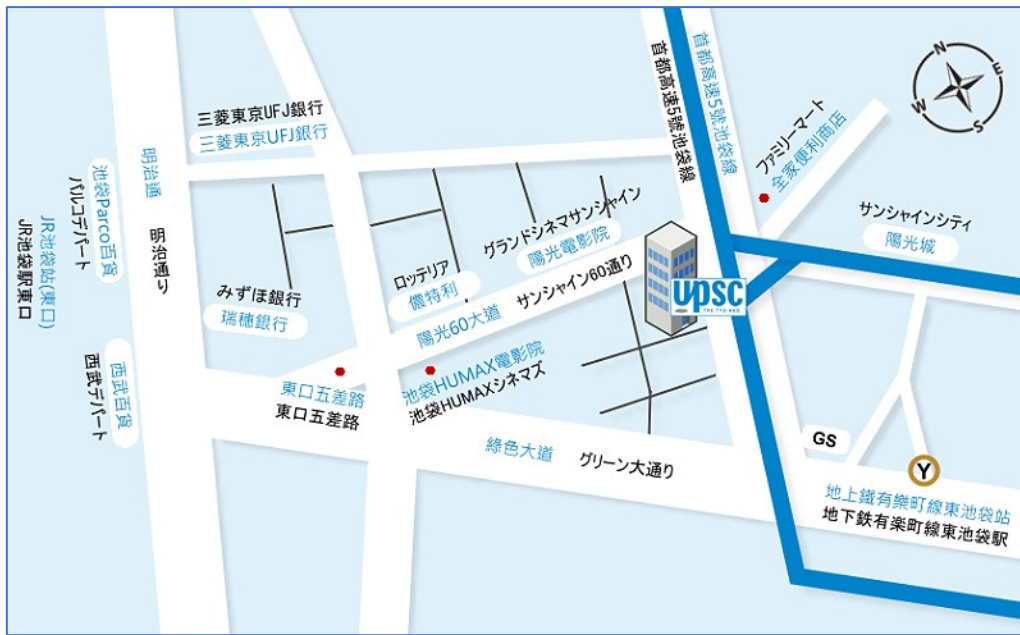 三菱東京UFJ銀行
三菱東京UFJ銀行
明治通
明治通り
池袋Parco百貨
パルコデパート
JR池袋站(東口)
JR池袋駅東口
みずほ銀行
瑞穗銀行
西武百貨
西武デパート
ロッテリア
儂特利
グランドシネマサンシャイン
陽光電影院
陽光60大道
サンシャイン60通り
首都高速5號池袋線
首都高速5號池袋線
ファミリーマート
全家便利商店
N
E
W
S
サンシャインシティ
陽光城
upsc
東口五差路
東口五差路
池袋HUMAX電影院
池袋HUMAXシネマズ
綠色大道
グリーン大通り
GS
Y
地上鐵有樂町線東池袋站
地下鉄有楽町線東池袋駅